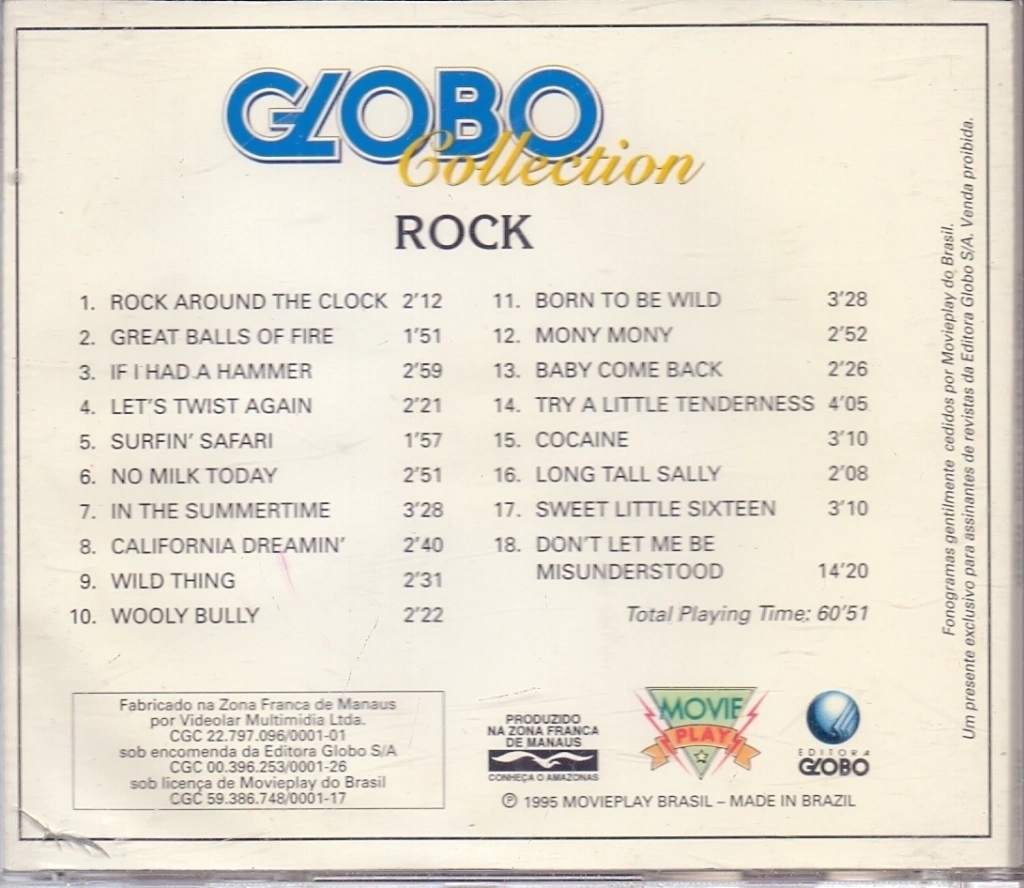 GLOBO
Collection
ROCK
1. ROCK AROUND THE CLOCK 2'12
2. GREAT BALLS OF FIRE 1'51
3. IF I HAD A HAMMER 2'59
4. LET'S TWIST AGAIN 2'21
5. SURFIN' SAFARI 1'57
6. NO MILK TODAY 2'51
7. IN THE SUMMERTIME 3'28
8. CALIFORNIA DREAMIN' 2'40
9. WILD THING 2'31
10. WOOLY BULLY 2'22
11. BORN TO BE WILD 3'28
12. MONY MONY 2'52
13. BABY COME BACK 2'26
14. TRY A LITTLE TENDERNESS 4'05
15. COCAINE 3'10
16. LONG TALL SALLY 2'08
17. SWEET LITTLE SIXTEEN 3'10
18. DON'T LET ME BE
MISUNDERSTOOD 14'20
Total Playing Time: 60'51
Fabricado na Zona Franca de Manaus
por Videolar Multimidia Ltda.
CGC 22.797.096/0001-01
sob encomenda da Editora Globo S/A
CGC 00.396.253/0001-26
sob licença de Movieplay do Brasil
CGC 59.386.748/0001-17
PRODUZIDO
NA ZONA FRANCA
DE MANAUS
CONHEÇA O AMAZONAS
MOVIE
PLAY
EDITORA
GLOBO
℗ 1995 MOVIEPLAY BRASIL – MADE IN BRAZIL
Fonogramas gentilmente cedidos por Movieplay do Brasil.
Um presente exclusivo para assinantes de revistas da Editora Globo S/A. Venda proibida.